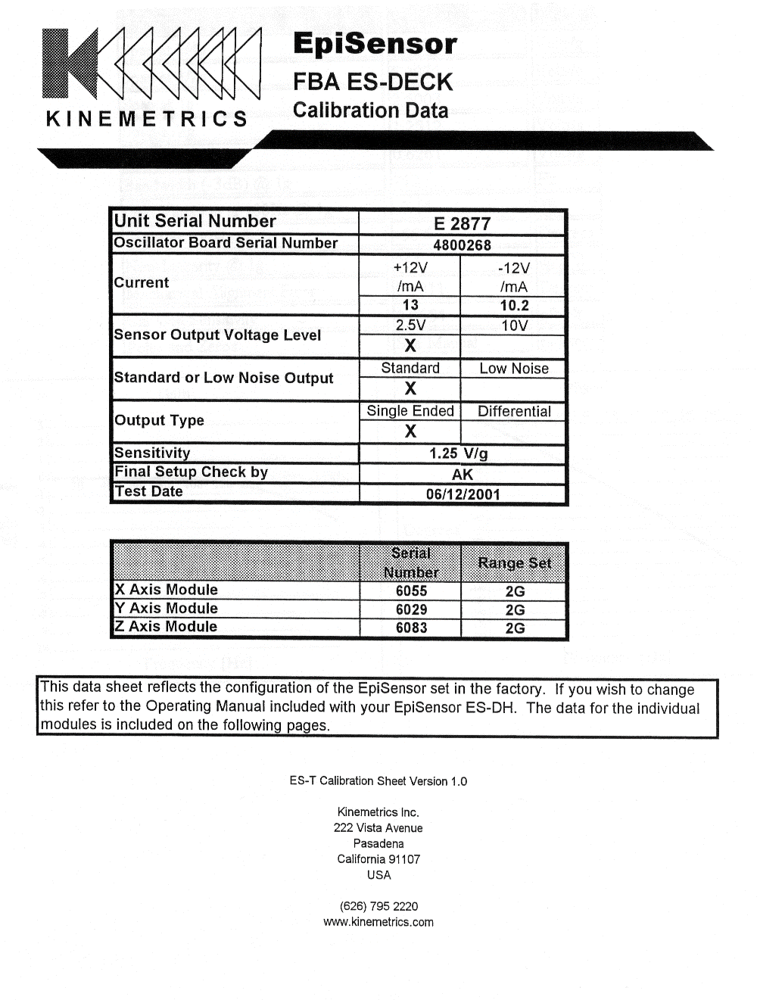 EpiSensor
FBA ES-DECK
Calibration Data
KINEMETRICS
Unit Serial Number E 2877
Oscillator Board Serial Number 4800268
Current +12V /mA -12V /mA
13 10.2
Sensor Output Voltage Level 2.5V 10V
X
Standard or Low Noise Output Standard Low Noise
X
Output Type Single Ended Differential
X
Sensitivity 1.25 V/g
Final Setup Check by AK
Test Date 06/12/2001
Serial Number Range Set
X Axis Module 6055 2G
Y Axis Module 6029 2G
Z Axis Module 6083 2G
This data sheet reflects the configuration of the EpiSensor set in the factory. If you wish to change
this refer to the Operating Manual included with your EpiSensor ES-DH. The data for the individual
modules is included on the following pages.
ES-T Calibration Sheet Version 1.0
Kinemetrics Inc.
222 Vista Avenue
Pasadena
California 91107
USA
(626) 795 2220
www.kinemetrics.com